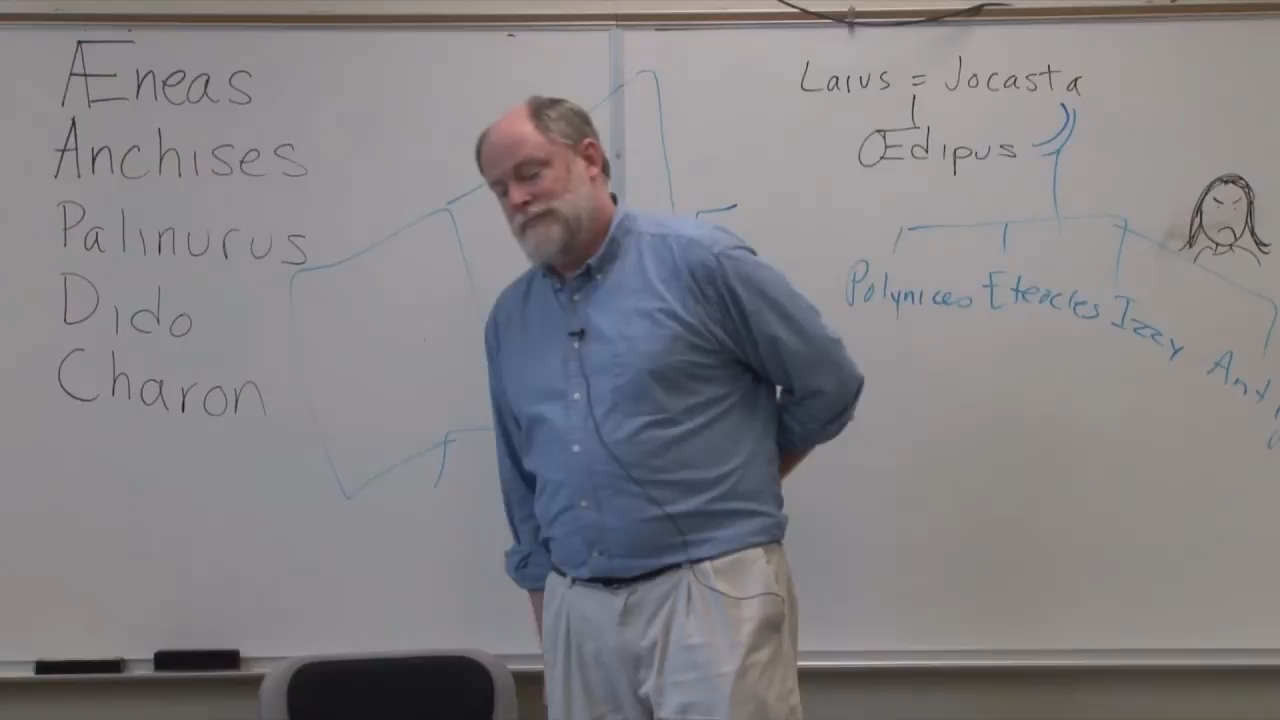 Æneas
Anchises
Palinurus
Dido
Charon
Laius = Jocasta
Œdipus
Polynices Eteocles Izzy